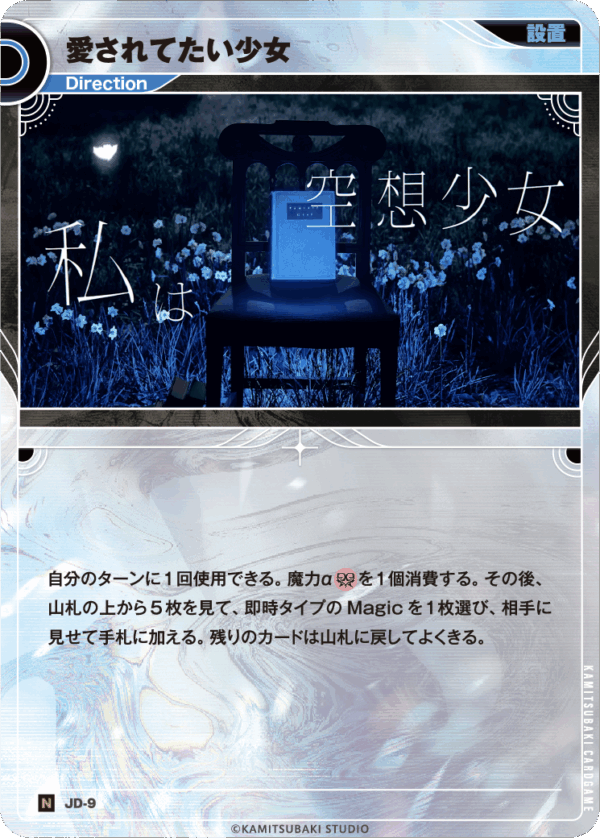 設置
愛されてたい少女
Direction
空想少女
私は
自分のターンに1回使用できる。魔力αを1個消費する。その後、
山札の上から5枚を見て、即時タイプの Magic を1枚選び、相手に
見せて手札に加える。残りのカードは山札に戻してよくきる。
KAMITSUBAKI CARDGAME
N JD-9
©KAMITSUBAKI STUDIO